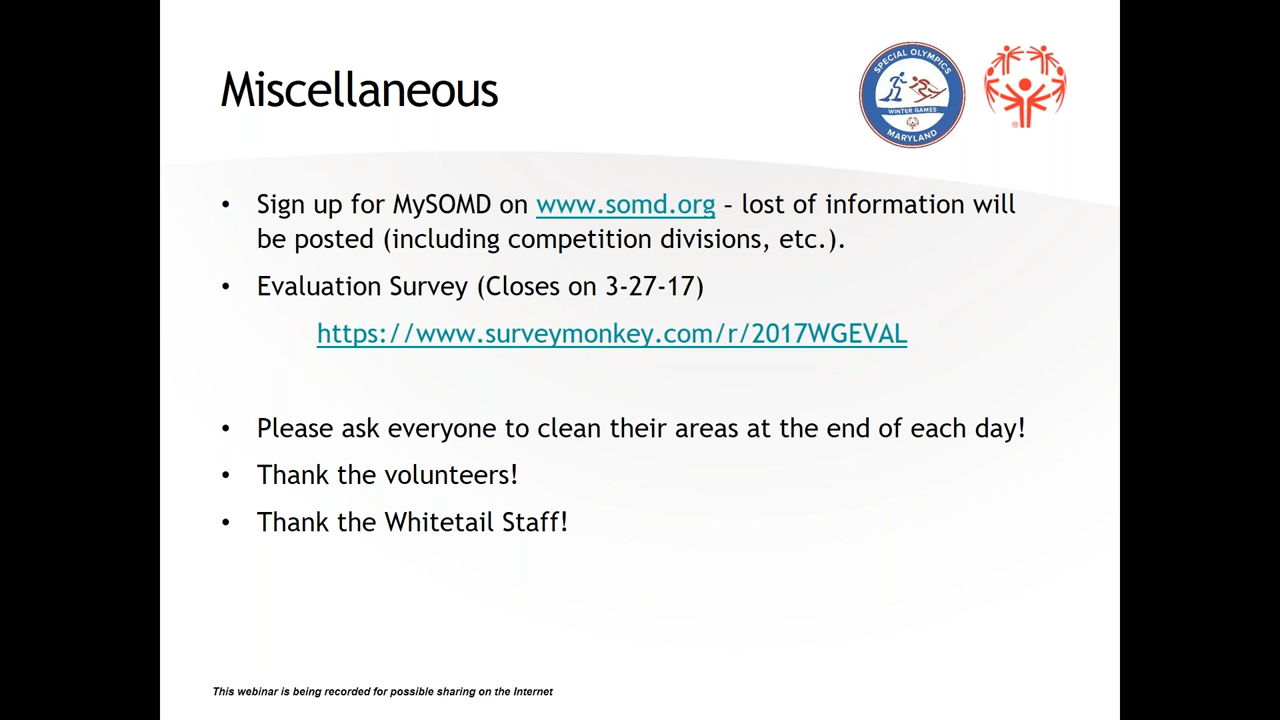 Miscellaneous
SPECIAL OLYMPICS
WINTER GAMES
MARYLAND
®
• Sign up for MySOMD on www.somd.org – lost of information will
be posted (including competition divisions, etc.).
• Evaluation Survey (Closes on 3-27-17)
https://www.surveymonkey.com/r/2017WGEVAL
• Please ask everyone to clean their areas at the end of each day!
• Thank the volunteers!
• Thank the Whitetail Staff!
This webinar is being recorded for possible sharing on the Internet